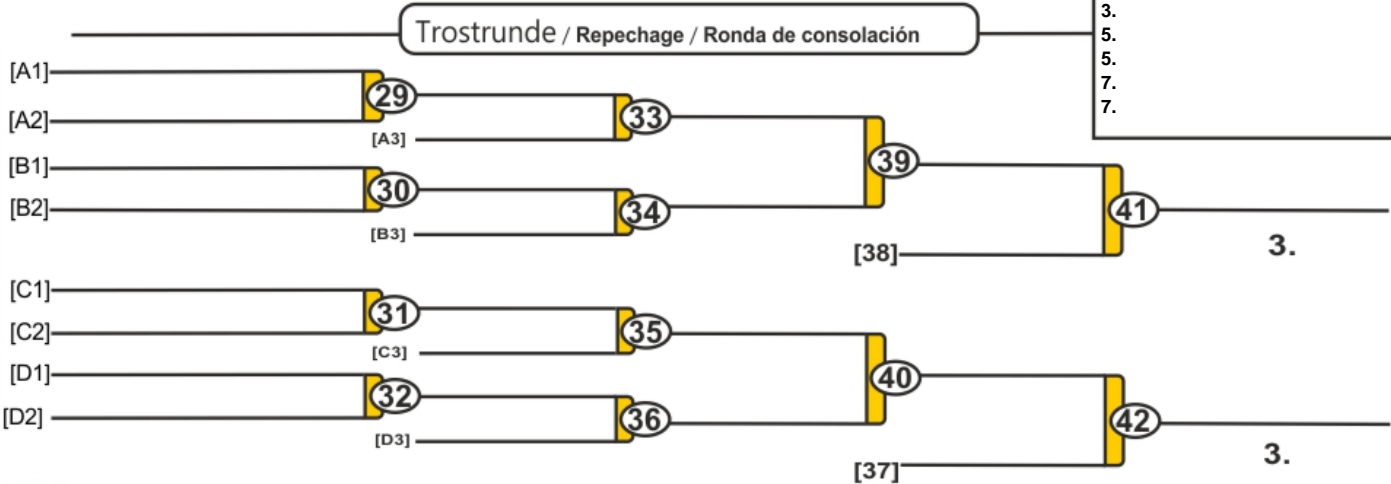 3.
Trostrunde / Repechage / Ronda de consolación
5.
5.
7.
7.
[A1]
29
[A2]
33
[A3]
39
[B1]
30
[B2]
34
41
[B3]
[38]
3.
[C1]
31
[C2]
35
[C3]
[D1]
40
32
[D2]
36
42
[D3]
3.
[37]